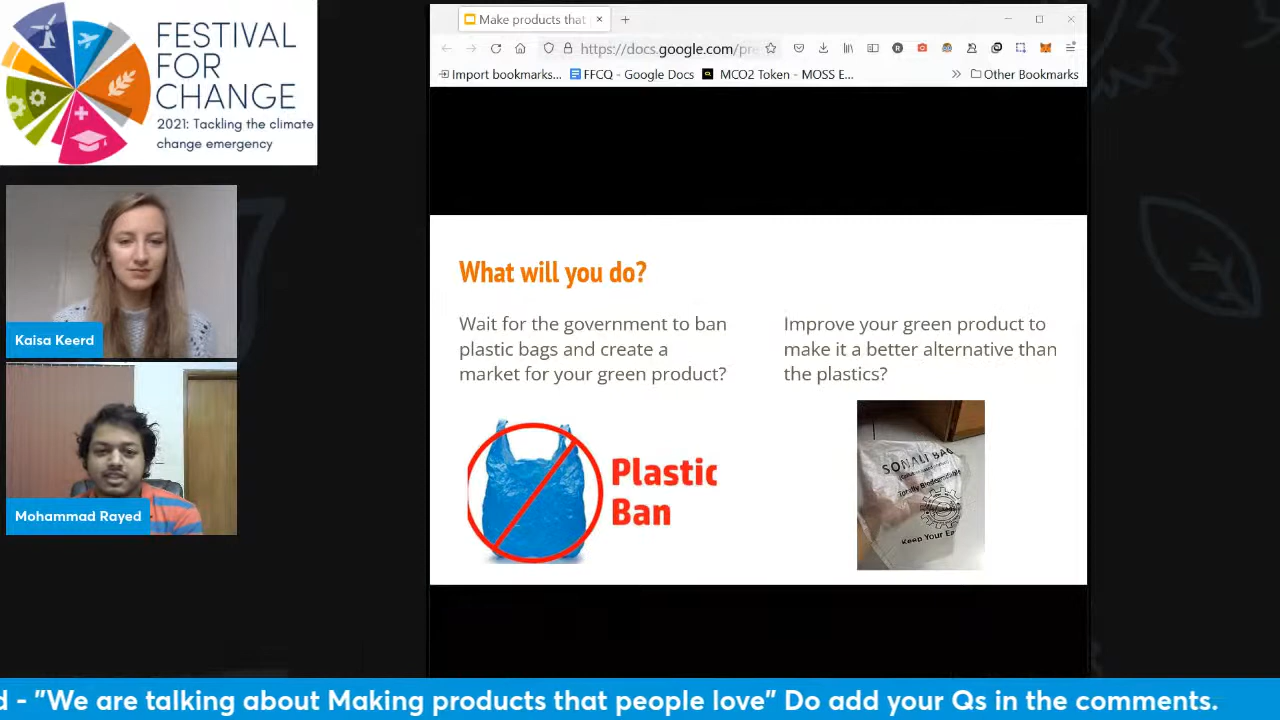 FESTIVAL
FOR
CHANGE
2021: Tackling the climate
change emergency
Kaisa Keerd
Mohammad Rayed
Make products that
https://docs.google.com/pre
Import bookmarks...
FFCQ - Google Docs
MCO2 Token - MOSS E...
Other Bookmarks
What will you do?
Wait for the government to ban
plastic bags and create a
market for your green product?
Plastic
Ban
Improve your green product to
make it a better alternative than
the plastics?
SONALI BAG
Totally Biodegradable
Keep Your Ea
d - "We are talking about Making products that people love" Do add your Qs in the comments.